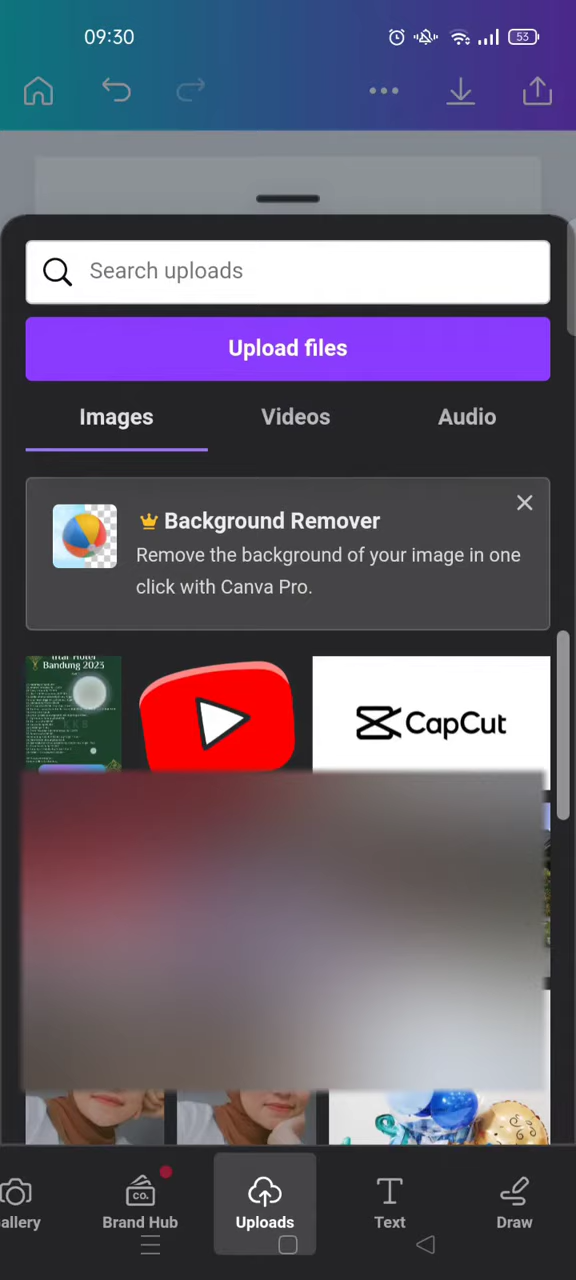 09:30
53
Search uploads
Upload files
Images
Videos
Audio
Background Remover
Remove the background of your image in one
click with Canva Pro.
Bandung 2023
CapCut
allery
CO.
Brand Hub
Uploads
Text
Draw